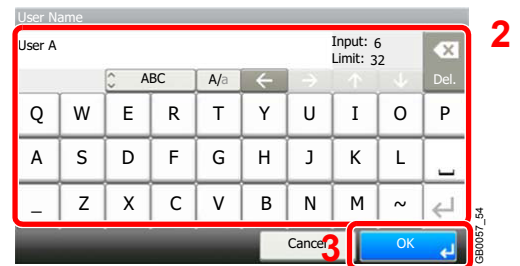 User Name
2
User A
Input: 6
Limit: 32
ABC A/a ← → ↑ ↓ Del.
Q W E R T Y U I O P
A S D F G H J K L
_ Z X C V B N M ~
3
Cancel OK
GB0057_54